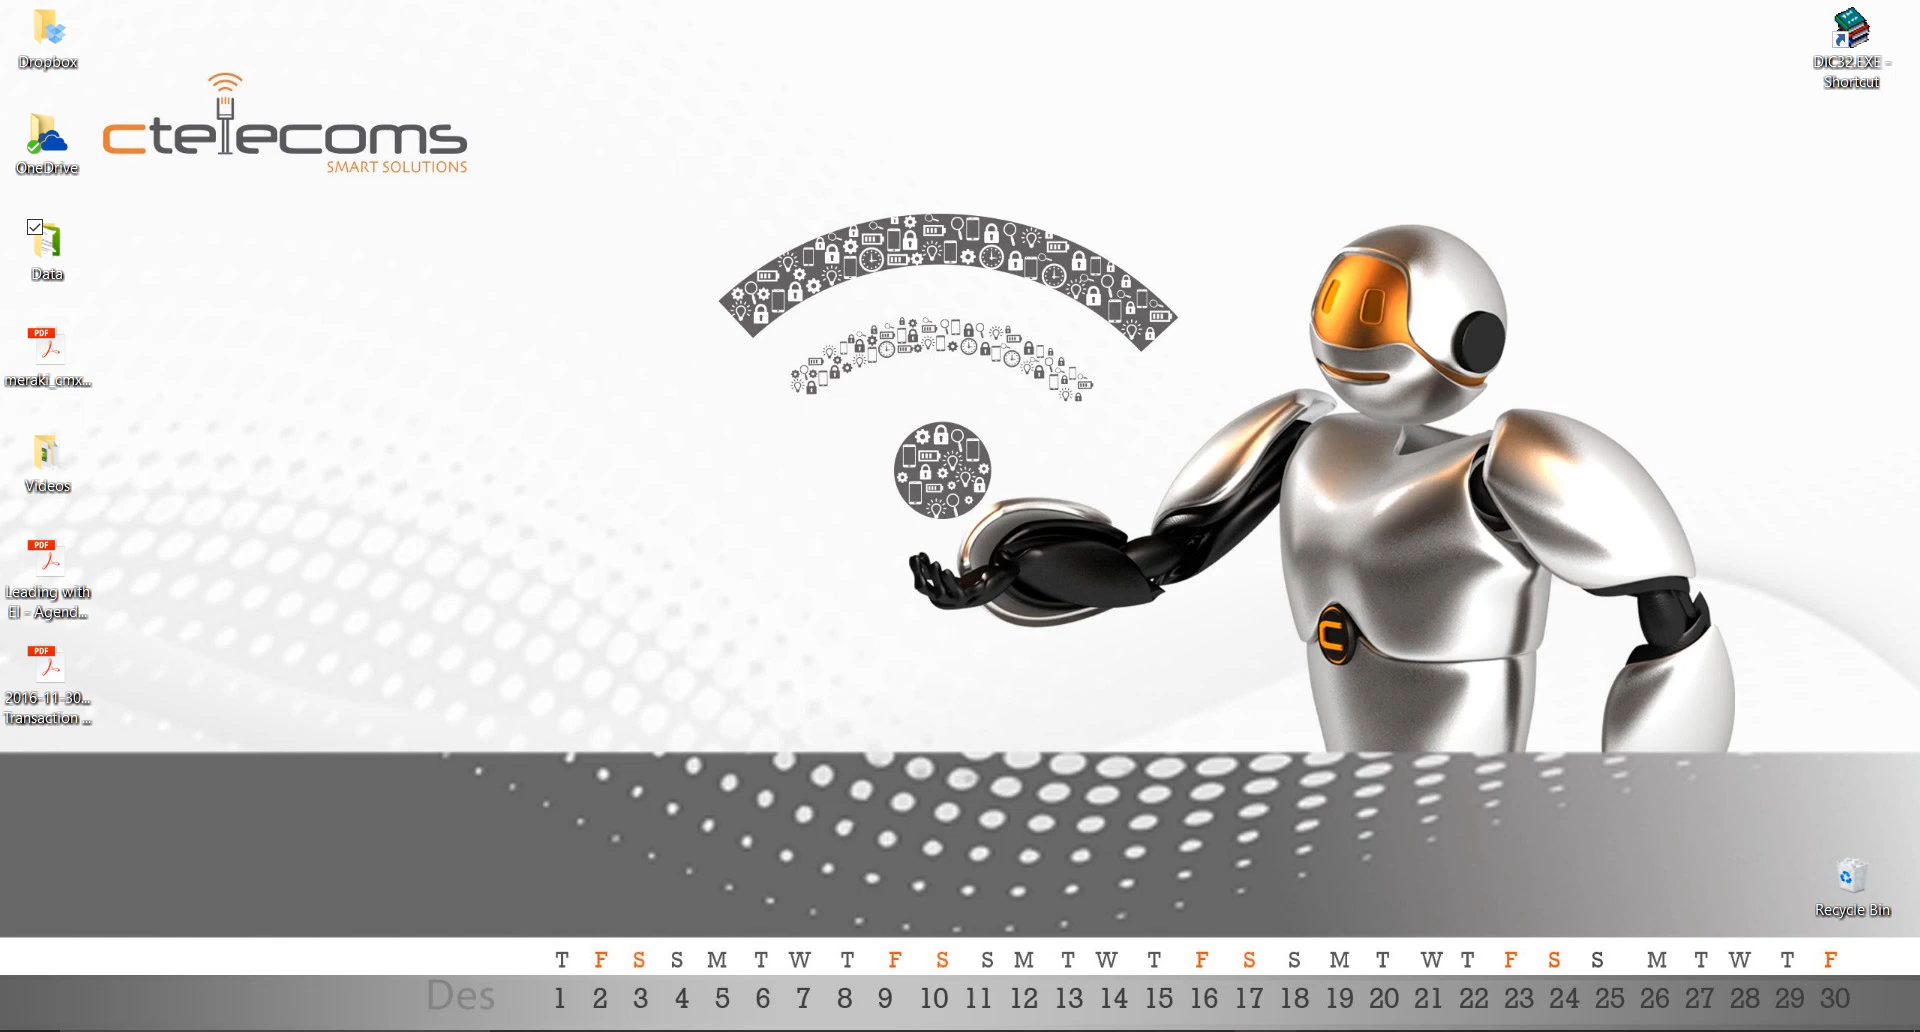 Dropbox
OneDrive
Data
PDF
meraki_cmx...
Videos
PDF
Leading with
EI - Agend...
PDF
2016-11-30...
Transaction ...
ctelecoms
SMART SOLUTIONS
DIC32.EXE -
Shortcut
C
Recycle Bin
T F S S M T W T F S S M T W T F S S M T W T F S S M T W T F
Des 1 2 3 4 5 6 7 8 9 10 11 12 13 14 15 16 17 18 19 20 21 22 23 24 25 26 27 28 29 30